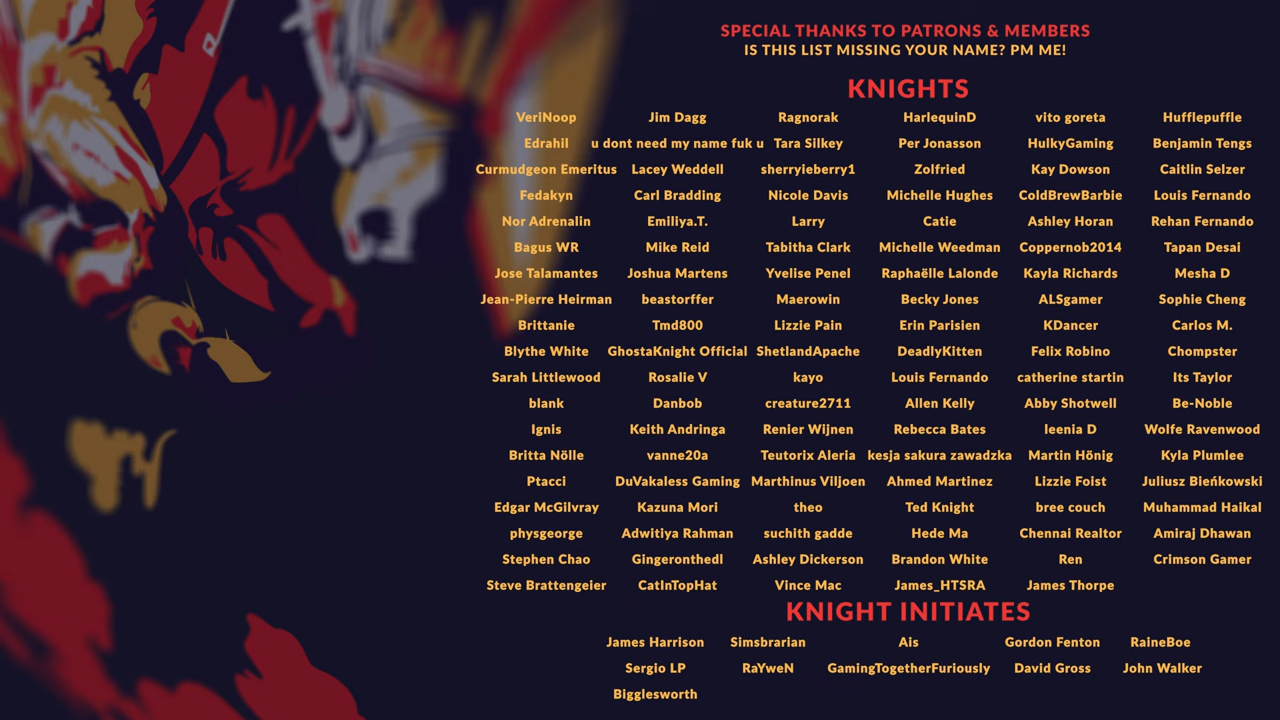 SPECIAL THANKS TO PATRONS & MEMBERS
IS THIS LIST MISSING YOUR NAME? PM ME!
KNIGHTS
VeriNoop Jim Dagg Ragnorak HarlequinD vito goreta Hufflepuffle
Edrahil u dont need my name fuk u Tara Silkey Per Jonasson HulkyGaming Benjamin Tengs
Curmudgeon Emeritus Lacey Weddell sherryieberry1 Zolfried Kay Dowson Caitlin Selzer
Fedakyn Carl Bradding Nicole Davis Michelle Hughes ColdBrewBarbie Louis Fernando
Nor Adrenalin Emiliya.T. Larry Catie Ashley Horan Rehan Fernando
Bagus WR Mike Reid Tabitha Clark Michelle Weedman Coppernob2014 Tapan Desai
Jose Talamantes Joshua Martens Yvelise Penel Raphaëlle Lalonde Kayla Richards Mesha D
Jean-Pierre Heirman beastorffer Maerowin Becky Jones ALSgamer Sophie Cheng
Brittanie Tmd800 Lizzie Pain Erin Parisien KDancer Carlos M.
Blythe White GhostaKnight Official ShetlandApache DeadlyKitten Felix Robino Chompster
Sarah Littlewood Rosalie V kayo Louis Fernando catherine startin Its Taylor
blank Danbob creature2711 Allen Kelly Abby Shotwell Be-Noble
Ignis Keith Andringa Renier Wijnen Rebecca Bates leenia D Wolfe Ravenwood
Britta Nölle vanne20a Teutorix Aleria kesja sakura zawadzka Martin Hönig Kyla Plumlee
Ptacci DuVakaless Gaming Marthinus Viljoen Ahmed Martinez Lizzie Foist Juliusz Bieńkowski
Edgar McGilvray Kazuna Mori theo Ted Knight bree couch Muhammad Haikal
physgeorge Adwitiya Rahman suchith gadde Hede Ma Chennai Realtor Amiraj Dhawan
Stephen Chao Gingeronthedl Ashley Dickerson Brandon White Ren Crimson Gamer
Steve Brattengeier CatInTopHat Vince Mac James_HTSRA James Thorpe
KNIGHT INITIATES
James Harrison Simsbrarian Ais Gordon Fenton RaineBoe
Sergio LP RaYweN GamingTogetherFuriously David Gross John Walker
Bigglesworth